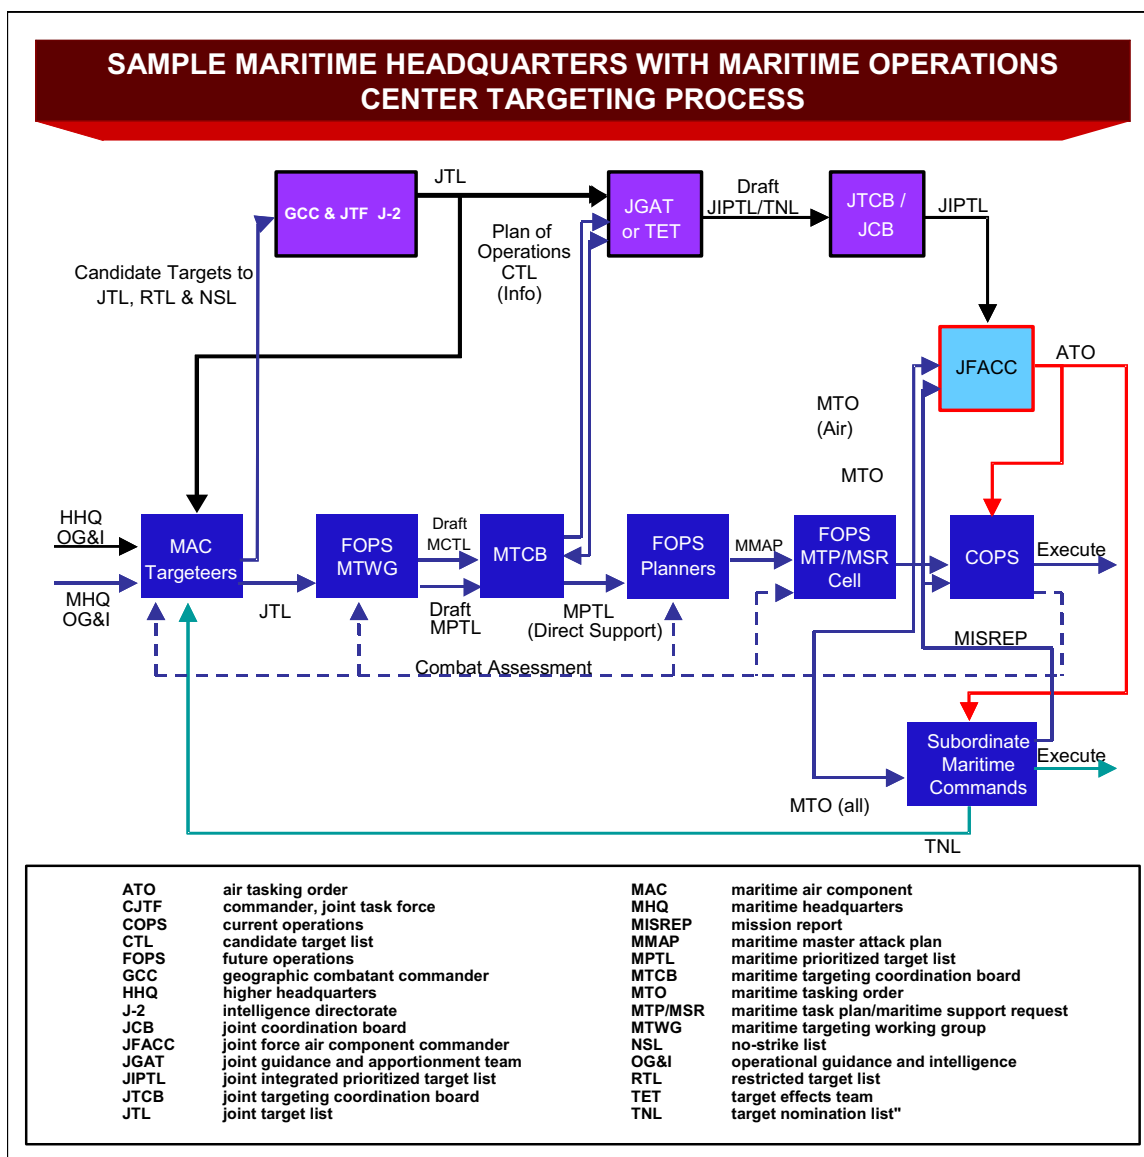 SAMPLE MARITIME HEADQUARTERS WITH MARITIME OPERATIONS
CENTER TARGETING PROCESS
GCC & JTF J-2
JTL
JGAT
or TET
Draft
JIPTL/TNL
JTCB /
JCB
JIPTL
Plan of
Operations
CTL
(Info)
Candidate Targets to
JTL, RTL & NSL
JFACC
ATO
MTO
(Air)
MTO
HHQ
OG&I
MHQ
OG&I
MAC
Targeteers
JTL
FOPS
MTWG
Draft
MCTL
Draft
MPTL
MTCB
MPTL
(Direct Support)
FOPS
Planners
MMAP
FOPS
MTP/MSR
Cell
COPS
Execute
MISREP
Combat Assessment
Subordinate
Maritime
Commands
Execute
MTO (all)
TNL
ATO air tasking order
CJTF commander, joint task force
COPS current operations
CTL candidate target list
FOPS future operations
GCC geographic combatant commander
HHQ higher headquarters
J-2 intelligence directorate
JCB joint coordination board
JFACC joint force air component commander
JGAT joint guidance and apportionment team
JIPTL joint integrated prioritized target list
JTCB joint targeting coordination board
JTL joint target list
MAC maritime air component
MHQ maritime headquarters
MISREP mission report
MMAP maritime master attack plan
MPTL maritime prioritized target list
MTCB maritime targeting coordination board
MTO maritime tasking order
MTP/MSR maritime task plan/maritime support request
MTWG maritime targeting working group
NSL no-strike list
OG&I operational guidance and intelligence
RTL restricted target list
TET target effects team
TNL target nomination list"